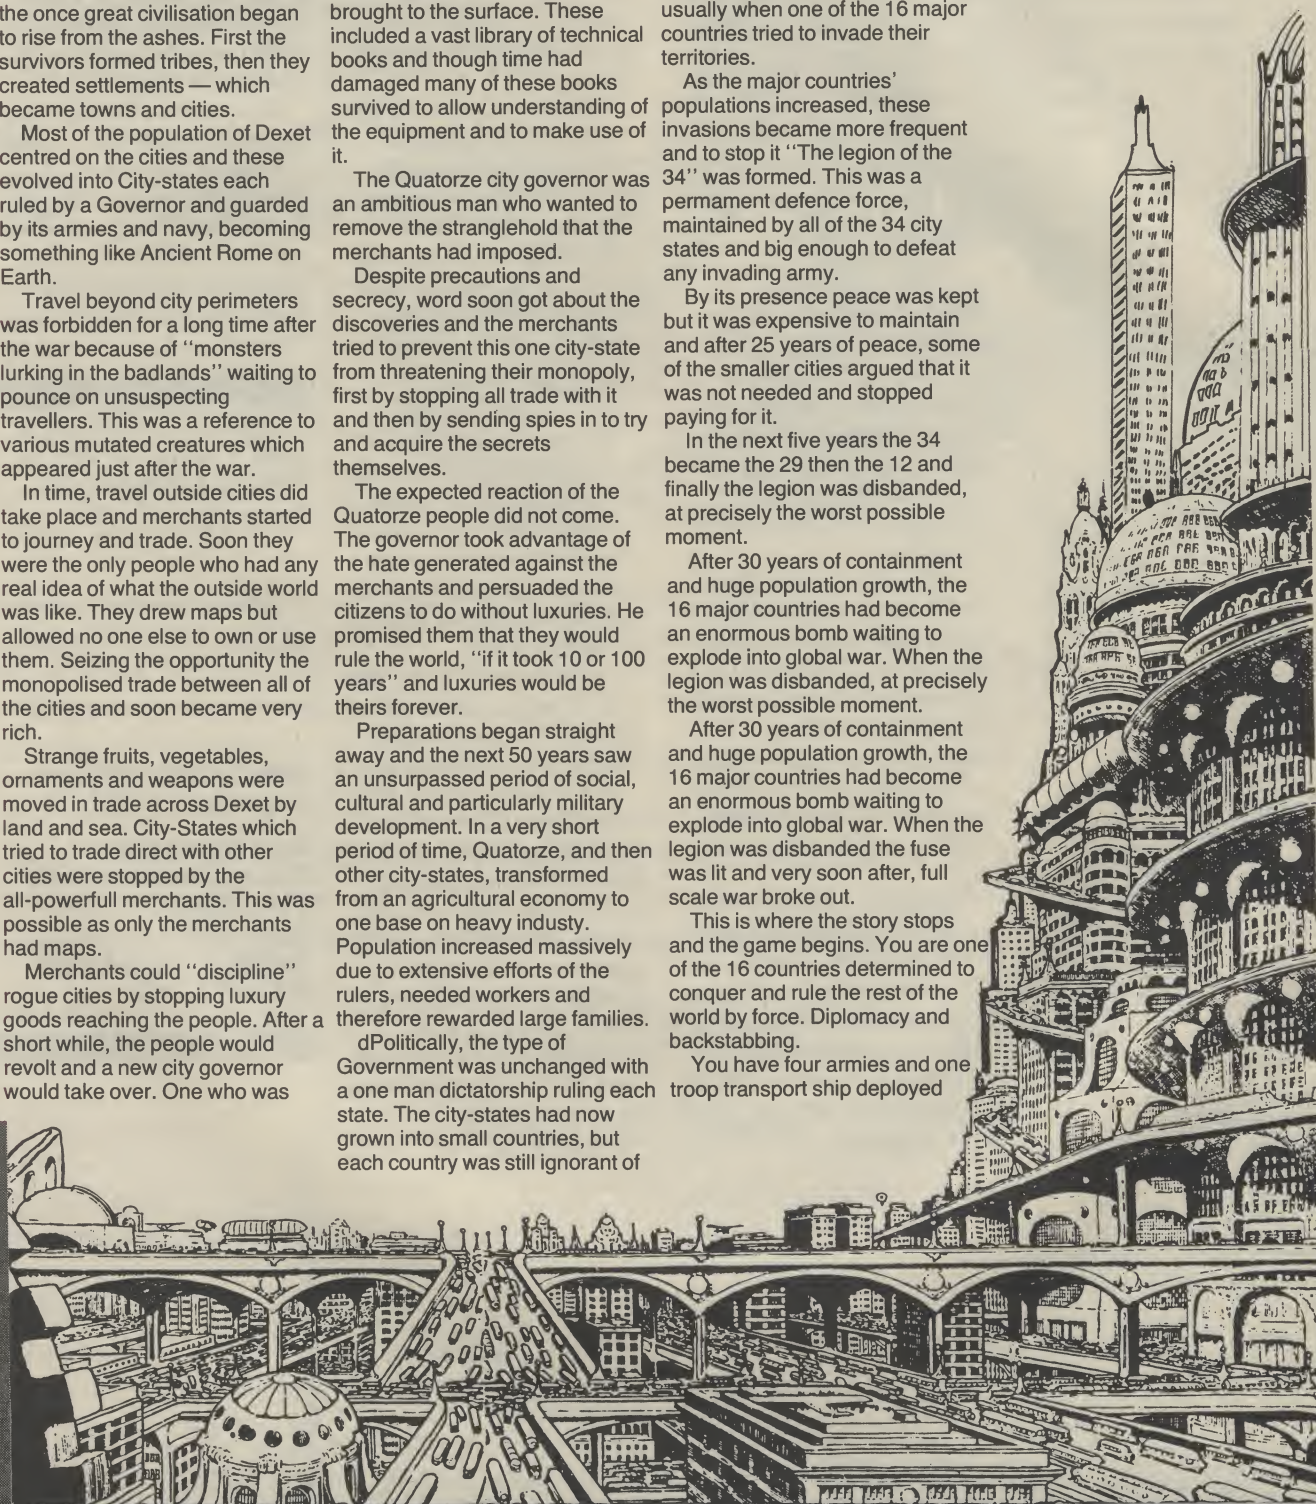 the once great civilisation began
to rise from the ashes. First the
survivors formed tribes, then they
created settlements — which
became towns and cities.
Most of the population of Dexet
centred on the cities and these
evolved into City-states each
ruled by a Governor and guarded
by its armies and navy, becoming
something like Ancient Rome on
Earth.
Travel beyond city perimeters
was forbidden for a long time after
the war because of "monsters
lurking in the badlands" waiting to
pounce on unsuspecting
travellers. This was a reference to
various mutated creatures which
appeared just after the war.
In time, travel outside cities did
take place and merchants started
to journey and trade. Soon they
were the only people who had any
real idea of what the outside world
was like. They drew maps but
allowed no one else to own or use
them. Seizing the opportunity the
monopolised trade between all of
the cities and soon became very
rich.
Strange fruits, vegetables,
ornaments and weapons were
moved in trade across Dexet by
land and sea. City-States which
tried to trade direct with other
cities were stopped by the
all-powerfull merchants. This was
possible as only the merchants
had maps.
Merchants could "discipline"
rogue cities by stopping luxury
goods reaching the people. After a
short while, the people would
revolt and a new city governor
would take over. One who was
brought to the surface. These
included a vast library of technical
books and though time had
damaged many of these books
survived to allow understanding of
the equipment and to make use of
it.
The Quatorze city governor was
an ambitious man who wanted to
remove the stranglehold that the
merchants had imposed.
Despite precautions and
secrecy, word soon got about the
discoveries and the merchants
tried to prevent this one city-state
from threatening their monopoly,
first by stopping all trade with it
and then by sending spies in to try
and acquire the secrets
themselves.
The expected reaction of the
Quatorze people did not come.
The governor took advantage of
the hate generated against the
merchants and persuaded the
citizens to do without luxuries. He
promised them that they would
rule the world, "if it took 10 or 100
years" and luxuries would be
theirs forever.
Preparations began straight
away and the next 50 years saw
an unsurpassed period of social,
cultural and particularly military
development. In a very short
period of time, Quatorze, and then
other city-states, transformed
from an agricultural economy to
one base on heavy industy.
Population increased massively
due to extensive efforts of the
rulers, needed workers and
therefore rewarded large families.
dPolitically, the type of
Government was unchanged with
a one man dictatorship ruling each
state. The city-states had now
grown into small countries, but
each country was still ignorant of
usually when one of the 16 major
countries tried to invade their
territories.
As the major countries'
populations increased, these
invasions became more frequent
and to stop it "The legion of the
34" was formed. This was a
permament defence force,
maintained by all of the 34 city
states and big enough to defeat
any invading army.
By its presence peace was kept
but it was expensive to maintain
and after 25 years of peace, some
of the smaller cities argued that it
was not needed and stopped
paying for it.
In the next five years the 34
became the 29 then the 12 and
finally the legion was disbanded,
at precisely the worst possible
moment.
After 30 years of containment
and huge population growth, the
16 major countries had become
an enormous bomb waiting to
explode into global war. When the
legion was disbanded, at precisely
the worst possible moment.
After 30 years of containment
and huge population growth, the
16 major countries had become
an enormous bomb waiting to
explode into global war. When the
legion was disbanded the fuse
was lit and very soon after, full
scale war broke out.
This is where the story stops
and the game begins. You are one
of the 16 countries determined to
conquer and rule the rest of the
world by force. Diplomacy and
backstabbing.
You have four armies and one
troop transport ship deployed